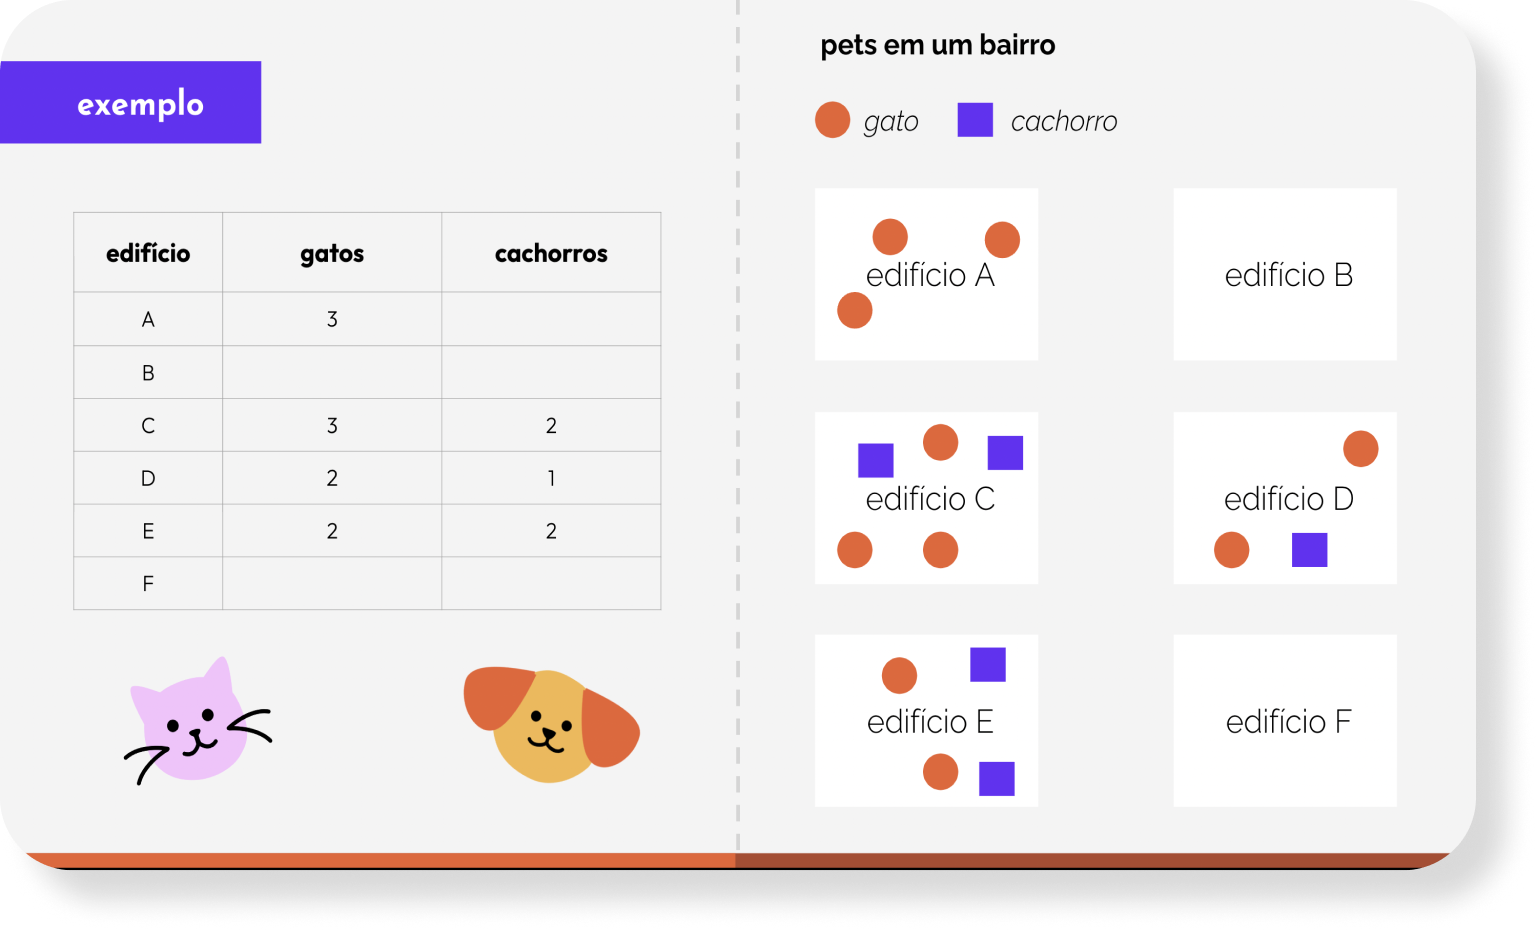 exemplo
edifício gatos cachorros
A 3
B
C 3 2
D 2 1
E 2 2
F
pets em um bairro
gato cachorro
edifício A
edifício B
edifício C
edifício D
edifício E
edifício F